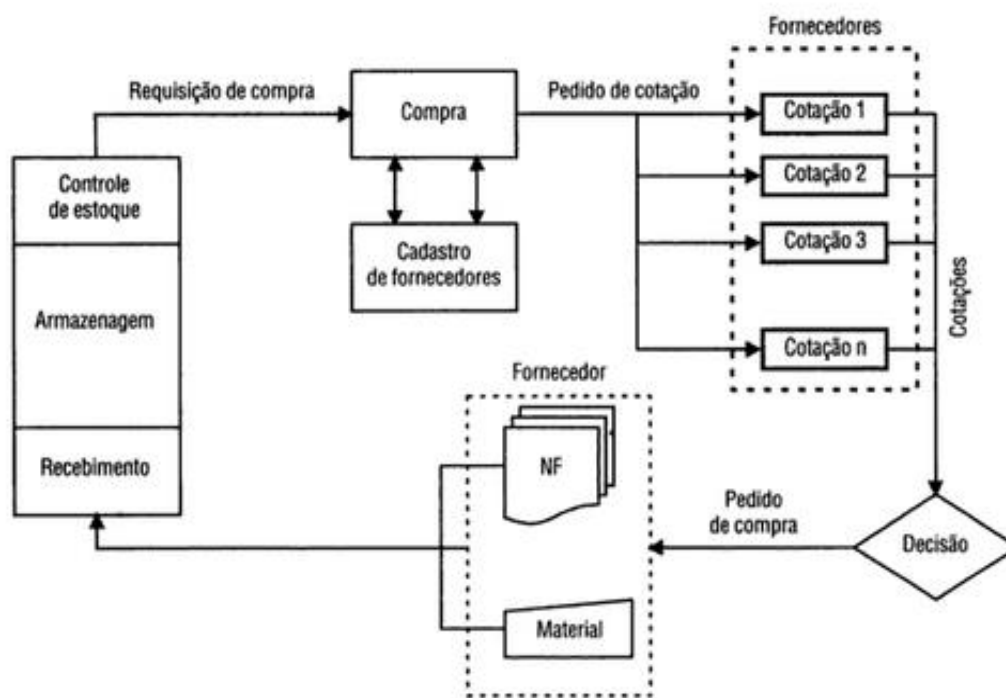 Fornecedores
Requisição de compra
Compra
Pedido de cotação
Cotação 1
Controle
de estoque
Cotação 2
Cadastro
de fornecedores
Cotação 3
Cotações
Armazenagem
Cotação n
Fornecedor
Recebimento
NF
Pedido
de compra
Decisão
Material